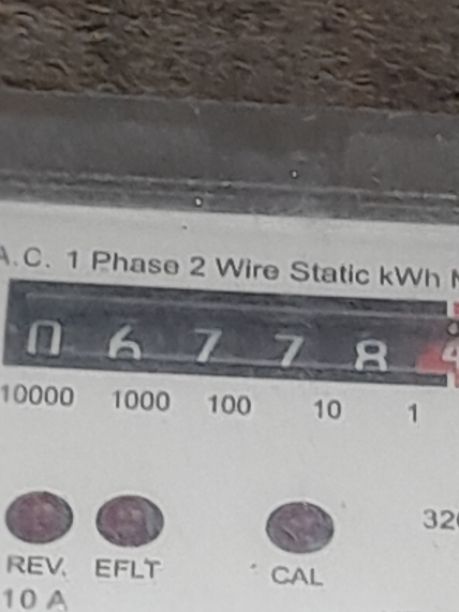 A.C. 1 Phase 2 Wire Static kWh
0 6 7 7 8 4
10000 1000 100 10 1
REV. EFLT CAL
10 A